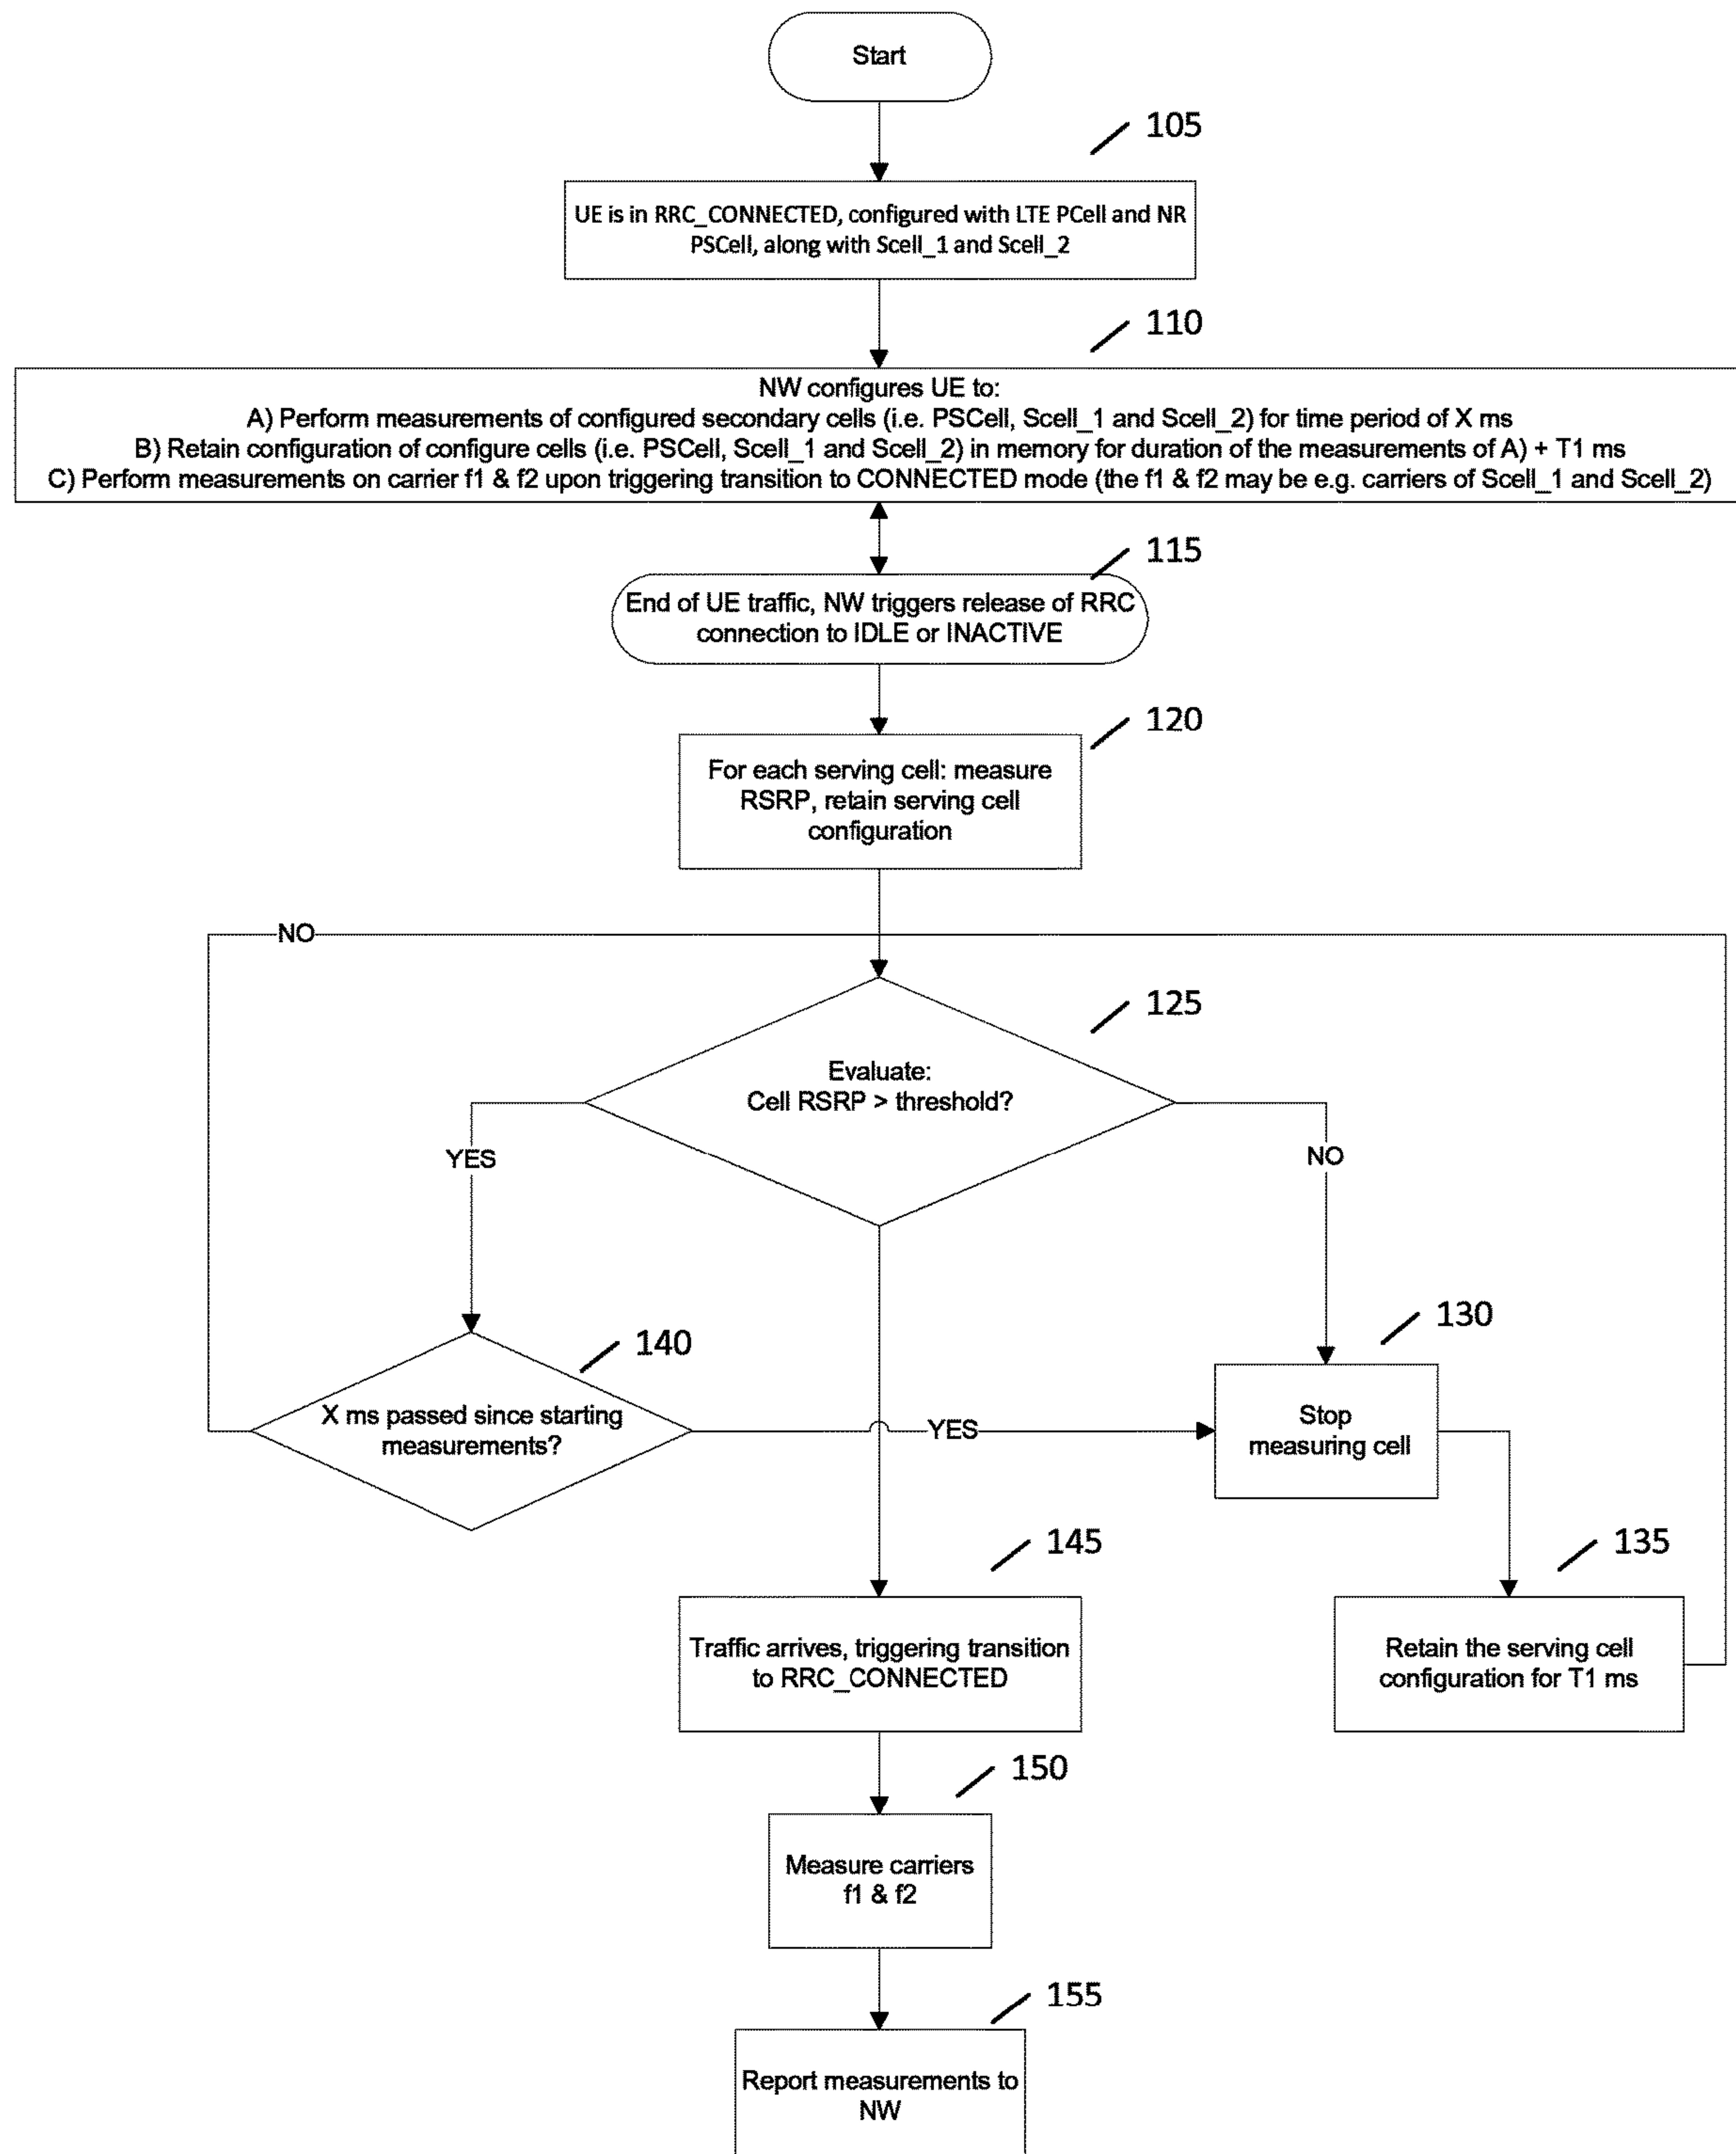 Start
105
UE is in RRC_CONNECTED, configured with LTE PCell and NR
PSCell, along with Scell_1 and Scell_2
110
NW configures UE to:
A) Perform measurements of configured secondary cells (i.e. PSCell, Scell_1 and Scell_2) for time period of X ms
B) Retain configuration of configure cells (i.e. PSCell, Scell_1 and Scell_2) in memory for duration of the measurements of A) + T1 ms
C) Perform measurements on carrier f1 & f2 upon triggering transition to CONNECTED mode (the f1 & f2 may be e.g. carriers of Scell_1 and Scell_2)
115
End of UE traffic, NW triggers release of RRC
connection to IDLE or INACTIVE
120
For each serving cell: measure
RSRP, retain serving cell
configuration
NO
125
Evaluate:
Cell RSRP > threshold?
YES
NO
130
140
X ms passed since starting
measurements?
YES
Stop
measuring cell
145
135
Traffic arrives, triggering transition
to RRC_CONNECTED
Retain the serving cell
configuration for T1 ms
150
Measure carriers
f1 & f2
155
Report measurements to
NW